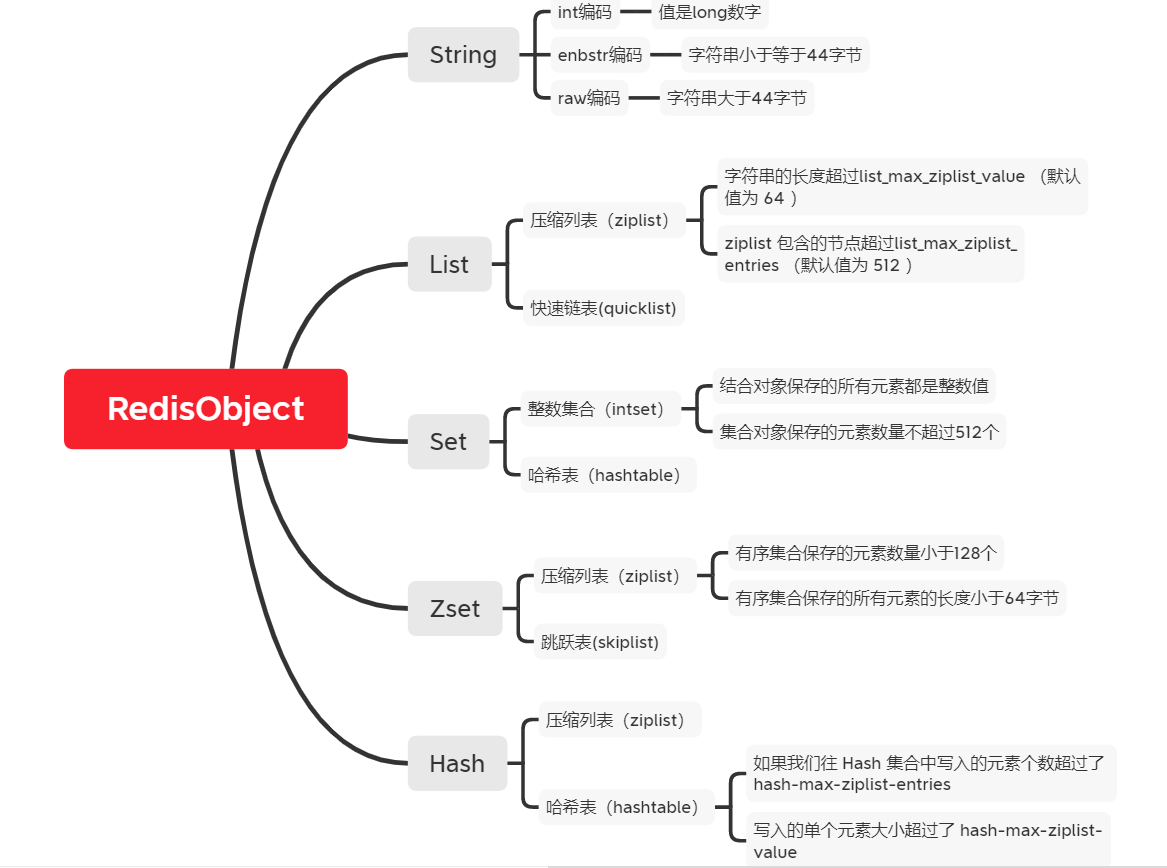 RedisObject
String
int编码
值是long数字
enbstr编码
字符串小于等于44字节
raw编码
字符串大于44字节
List
压缩列表（ziplist）
字符串的长度超过list_max_ziplist_value （默认
值为 64 ）
ziplist 包含的节点超过list_max_ziplist_
entries （默认值为 512 ）
快速链表(quicklist)
Set
整数集合（intset）
结合对象保存的所有元素都是整数值
集合对象保存的元素数量不超过512个
哈希表（hashtable）
Zset
压缩列表（ziplist）
有序集合保存的元素数量小于128个
有序集合保存的所有元素的长度小于64字节
跳跃表(skiplist)
Hash
压缩列表（ziplist）
哈希表（hashtable）
如果我们往 Hash 集合中写入的元素个数超过了
hash-max-ziplist-entries
写入的单个元素大小超过了 hash-max-ziplist-
value